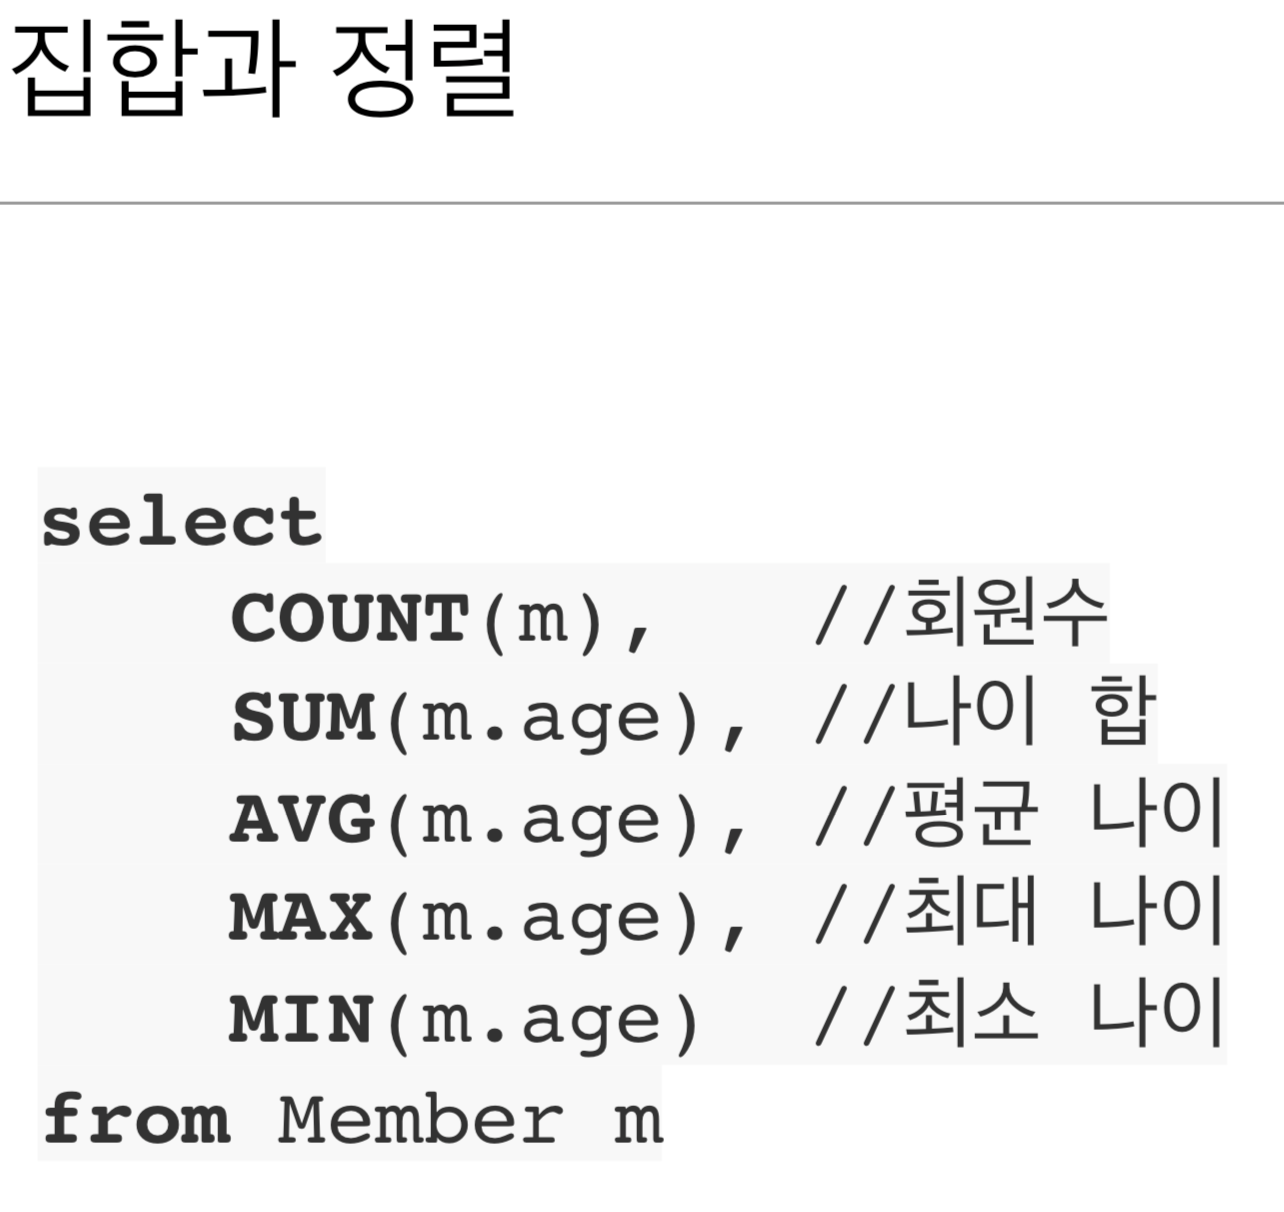 집합과 정렬
select
COUNT(m), //회원수
SUM(m.age), //나이 합
AVG(m.age), //평균 나이
MAX(m.age), //최대 나이
MIN(m.age) //최소 나이
from Member m